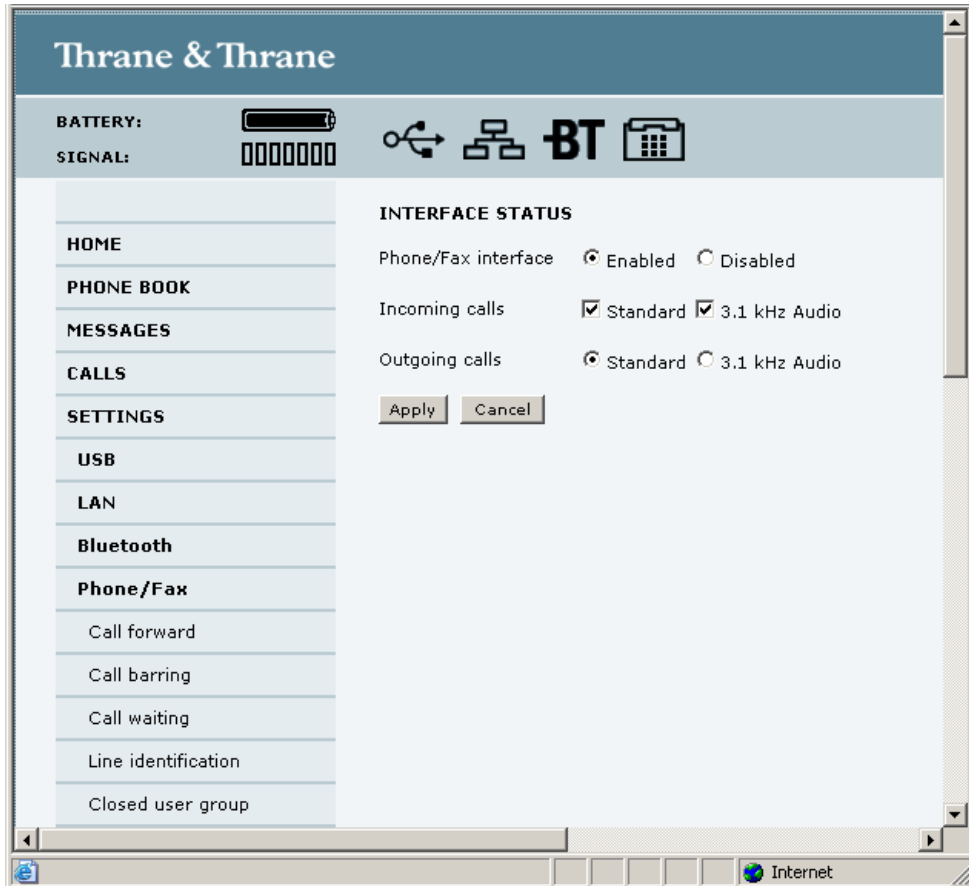 Thrane & Thrane
BATTERY:
SIGNAL:
BT
INTERFACE STATUS
Phone/Fax interface Enabled Disabled
Incoming calls Standard 3.1 kHz Audio
Outgoing calls Standard 3.1 kHz Audio
Apply Cancel
HOME
PHONE BOOK
MESSAGES
CALLS
SETTINGS
USB
LAN
Bluetooth
Phone/Fax
Call forward
Call barring
Call waiting
Line identification
Closed user group
Internet